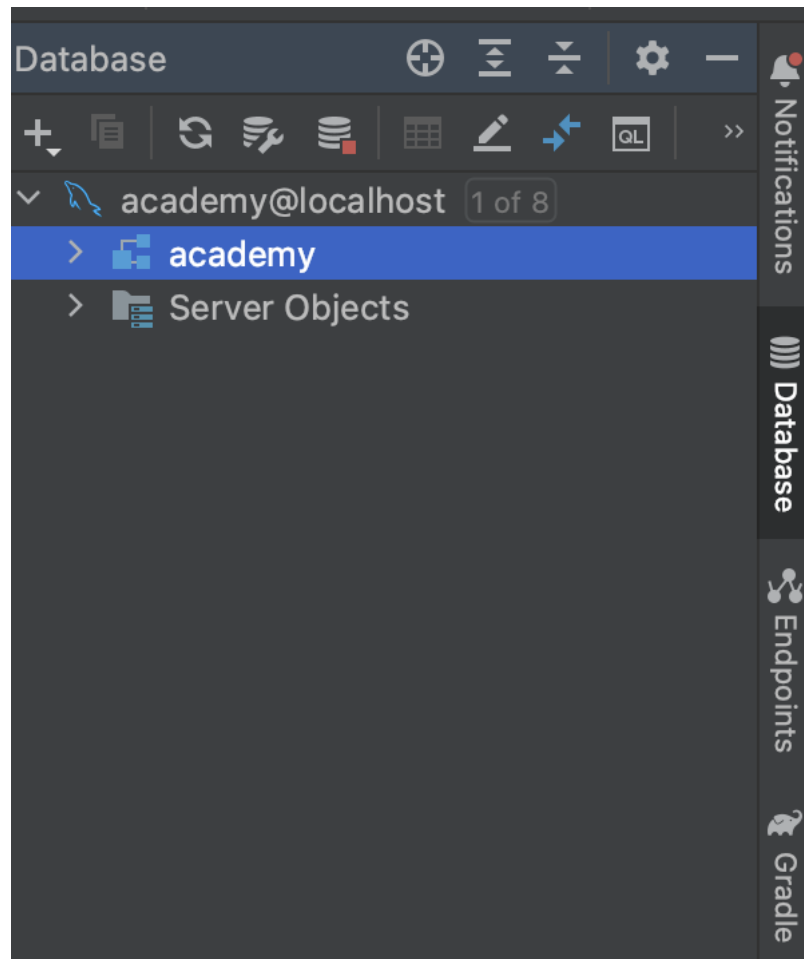 Database
QL
academy@localhost 1 of 8
academy
Server Objects
Notifications
Database
Endpoints
Gradle